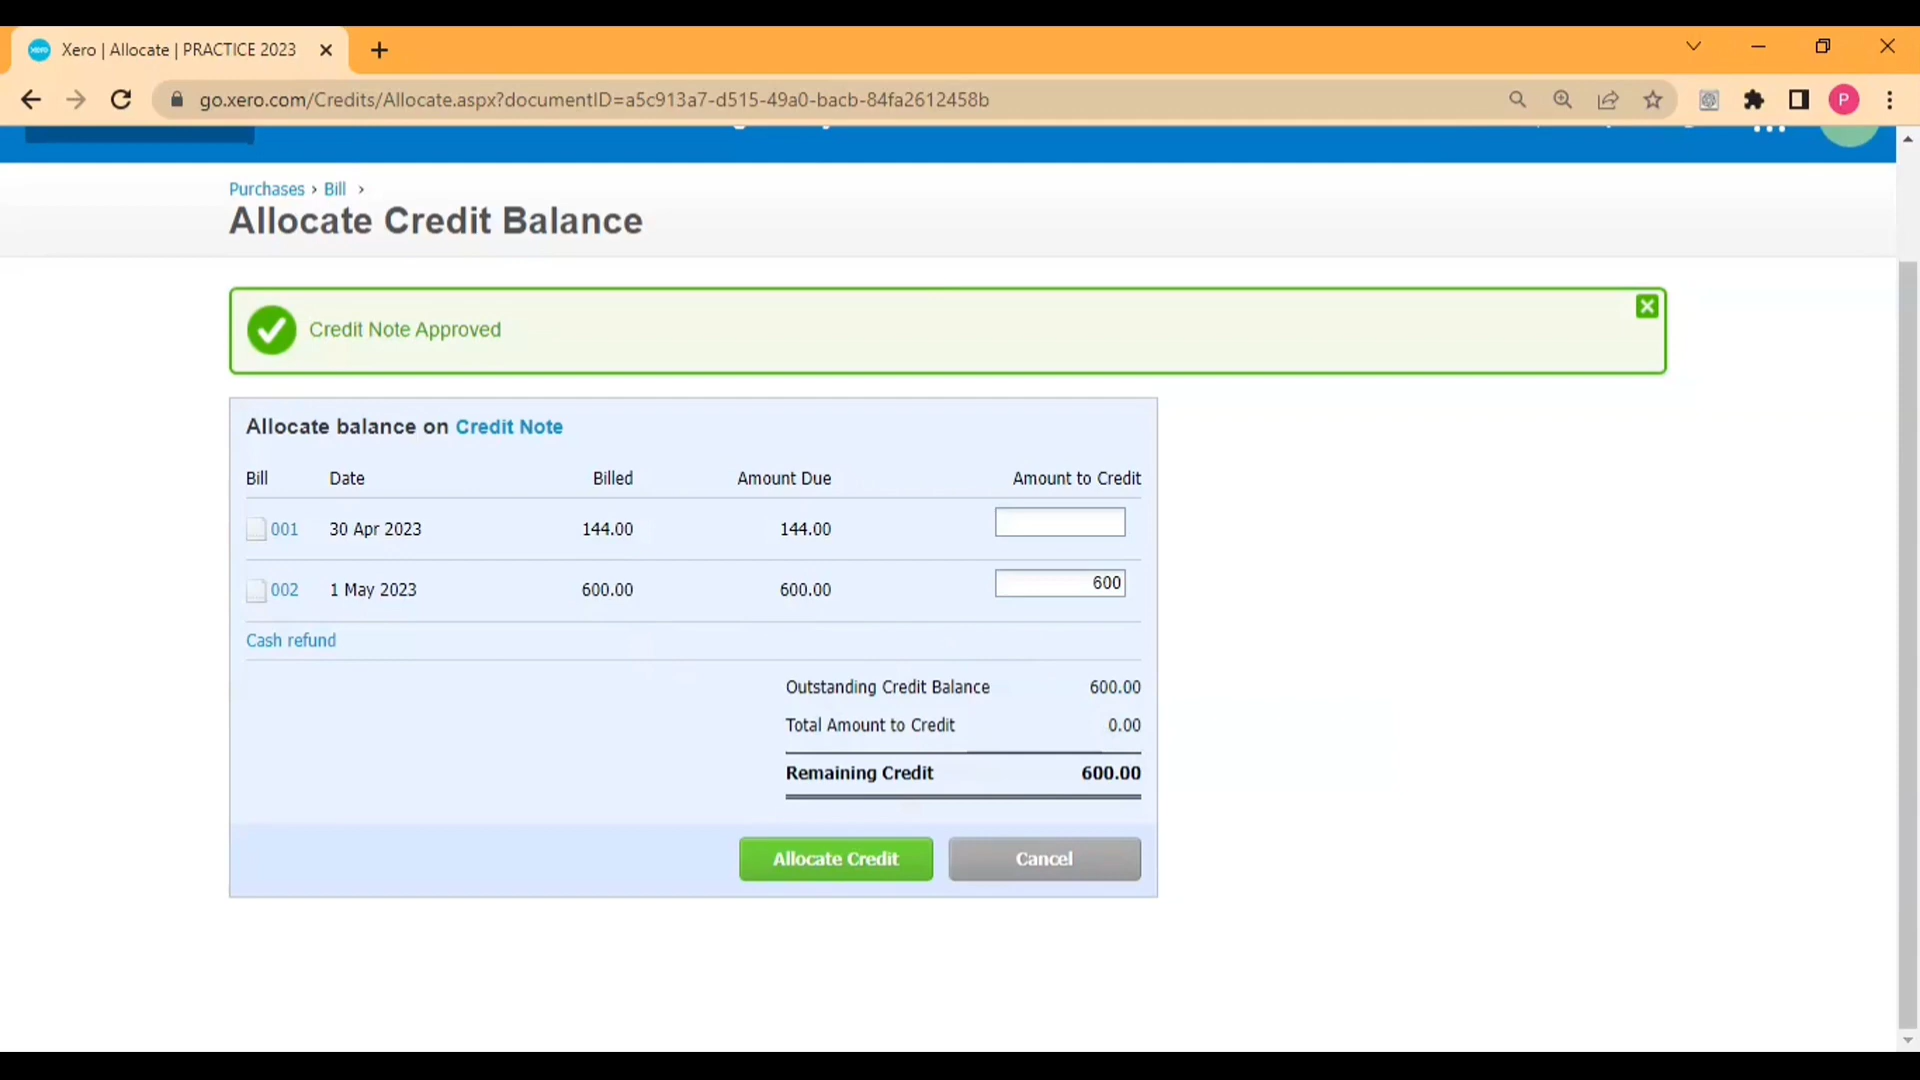 Xero | Allocate | PRACTICE 2023
go.xero.com/Credits/Allocate.aspx?documentID=a5c913a7-d515-49a0-bacb-84fa2612458b
P
Purchases › Bill ›
Allocate Credit Balance
Credit Note Approved
Allocate balance on Credit Note
Bill Date Billed Amount Due Amount to Credit
001 30 Apr 2023 144.00 144.00
002 1 May 2023 600.00 600.00 600
Cash refund
Outstanding Credit Balance 600.00
Total Amount to Credit 0.00
Remaining Credit 600.00
Allocate Credit Cancel